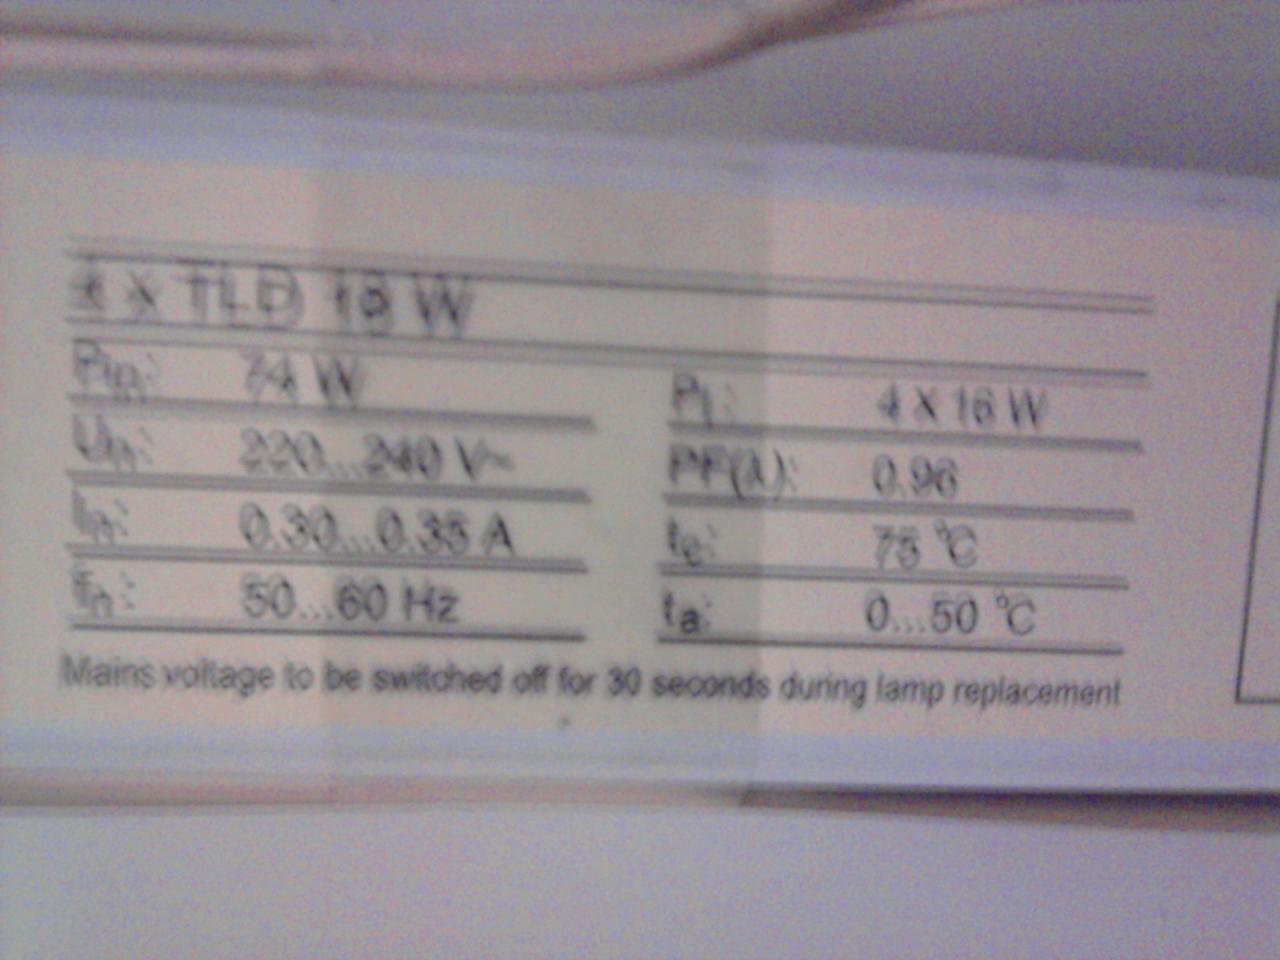 4 x TLD 18 W
Pin: 74 W
Un: 220...240 V~
In: 0.30...0.35 A
fn: 50...60 Hz
PL: 4 X 16 W
PF(λ): 0.96
tc: 75 °C
ta: 0...50 °C
Mains voltage to be switched off for 30 seconds during lamp replacement